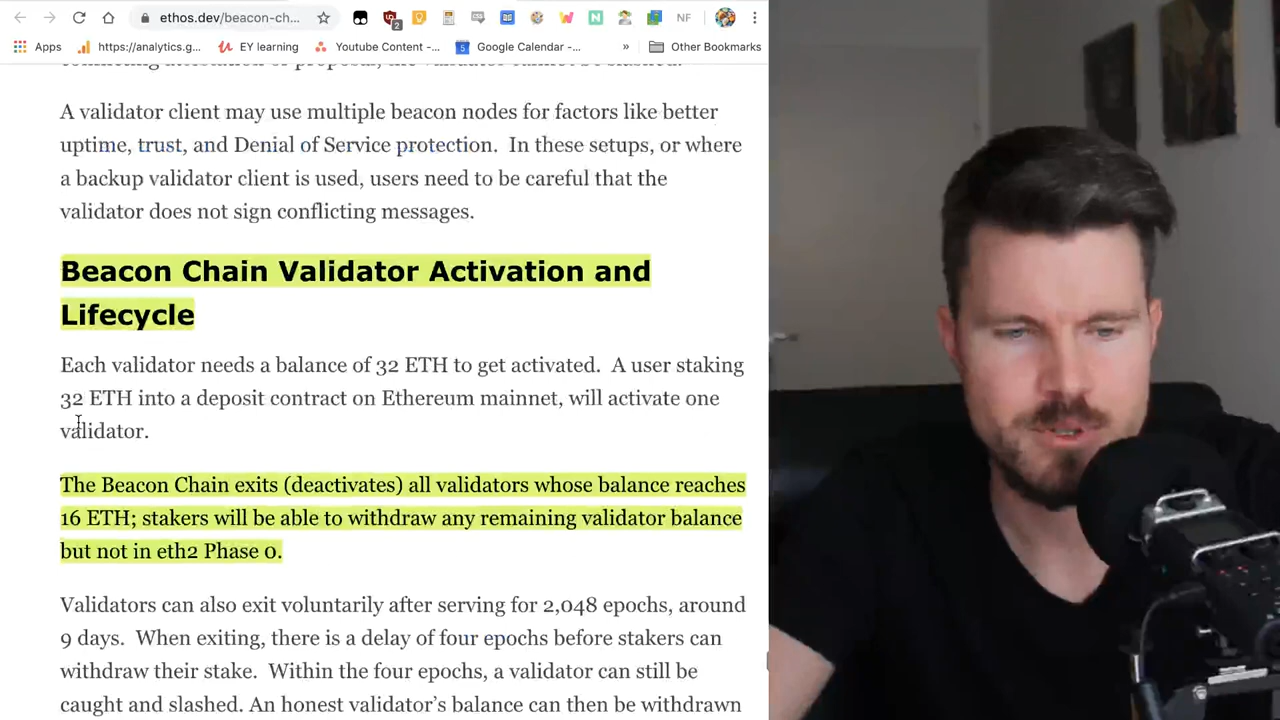 ethos.dev/beacon-ch...
2
NF
Apps
https://analytics.g...
EY learning
Youtube Content -...
5
Google Calendar -...
»
Other Bookmarks
A validator client may use multiple beacon nodes for factors like better
uptime, trust, and Denial of Service protection.  In these setups, or where
a backup validator client is used, users need to be careful that the
validator does not sign conflicting messages.
Beacon Chain Validator Activation and
Lifecycle
Each validator needs a balance of 32 ETH to get activated.  A user staking
32 ETH into a deposit contract on Ethereum mainnet, will activate one
validator.
The Beacon Chain exits (deactivates) all validators whose balance reaches
16 ETH; stakers will be able to withdraw any remaining validator balance
but not in eth2 Phase 0.
Validators can also exit voluntarily after serving for 2,048 epochs, around
9 days.  When exiting, there is a delay of four epochs before stakers can
withdraw their stake.  Within the four epochs, a validator can still be
caught and slashed. An honest validator's balance can then be withdrawn